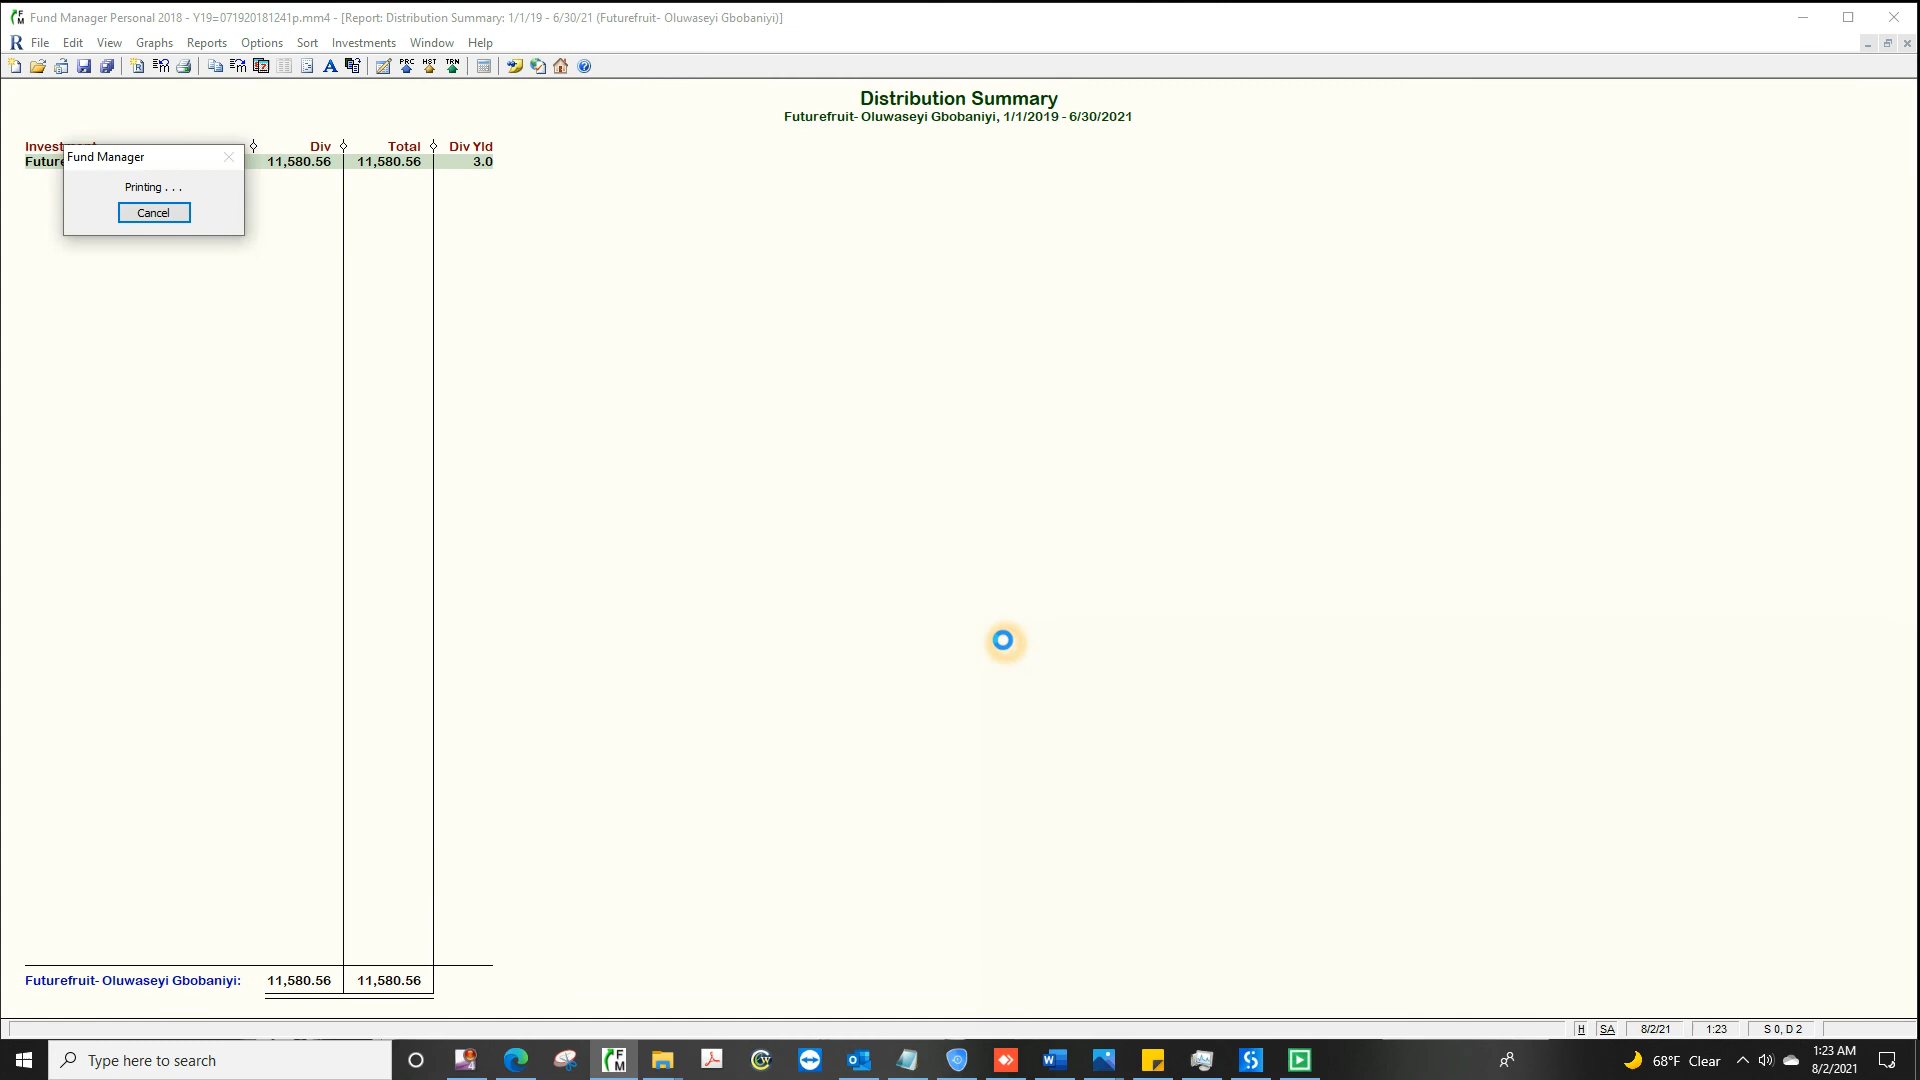 Fund Manager Personal 2018 - Y19=071920181241p.mm4 - [Report: Distribution Summary: 1/1/19 - 6/30/21 (Futurefruit- Oluwaseyi Gbobaniyi)]
R File Edit View Graphs Reports Options Sort Investments Window Help
PRC HST TRN
Distribution Summary
Futurefruit- Oluwaseyi Gbobaniyi, 1/1/2019 - 6/30/2021
Div Total Div Yld
Future 11,580.56 11,580.56 3.0
Fund Manager
Printing . . .
Cancel
Futurefruit- Oluwaseyi Gbobaniyi: 11,580.56 11,580.56
H SA 8/2/21 1:23 S 0, D 2
Type here to search
68°F Clear
1:23 AM
8/2/2021